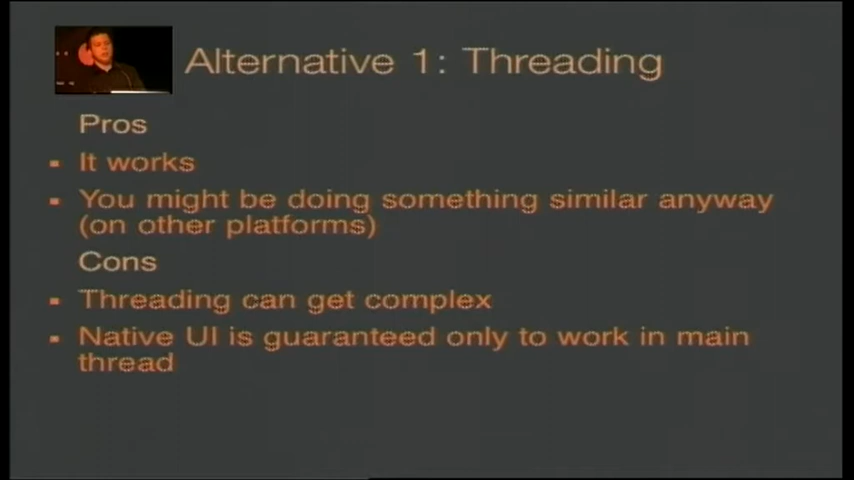 Alternative 1: Threading
Pros
▪ It works
▪ You might be doing something similar anyway
(on other platforms)
Cons
▪ Threading can get complex
▪ Native UI is guaranteed only to work in main
thread